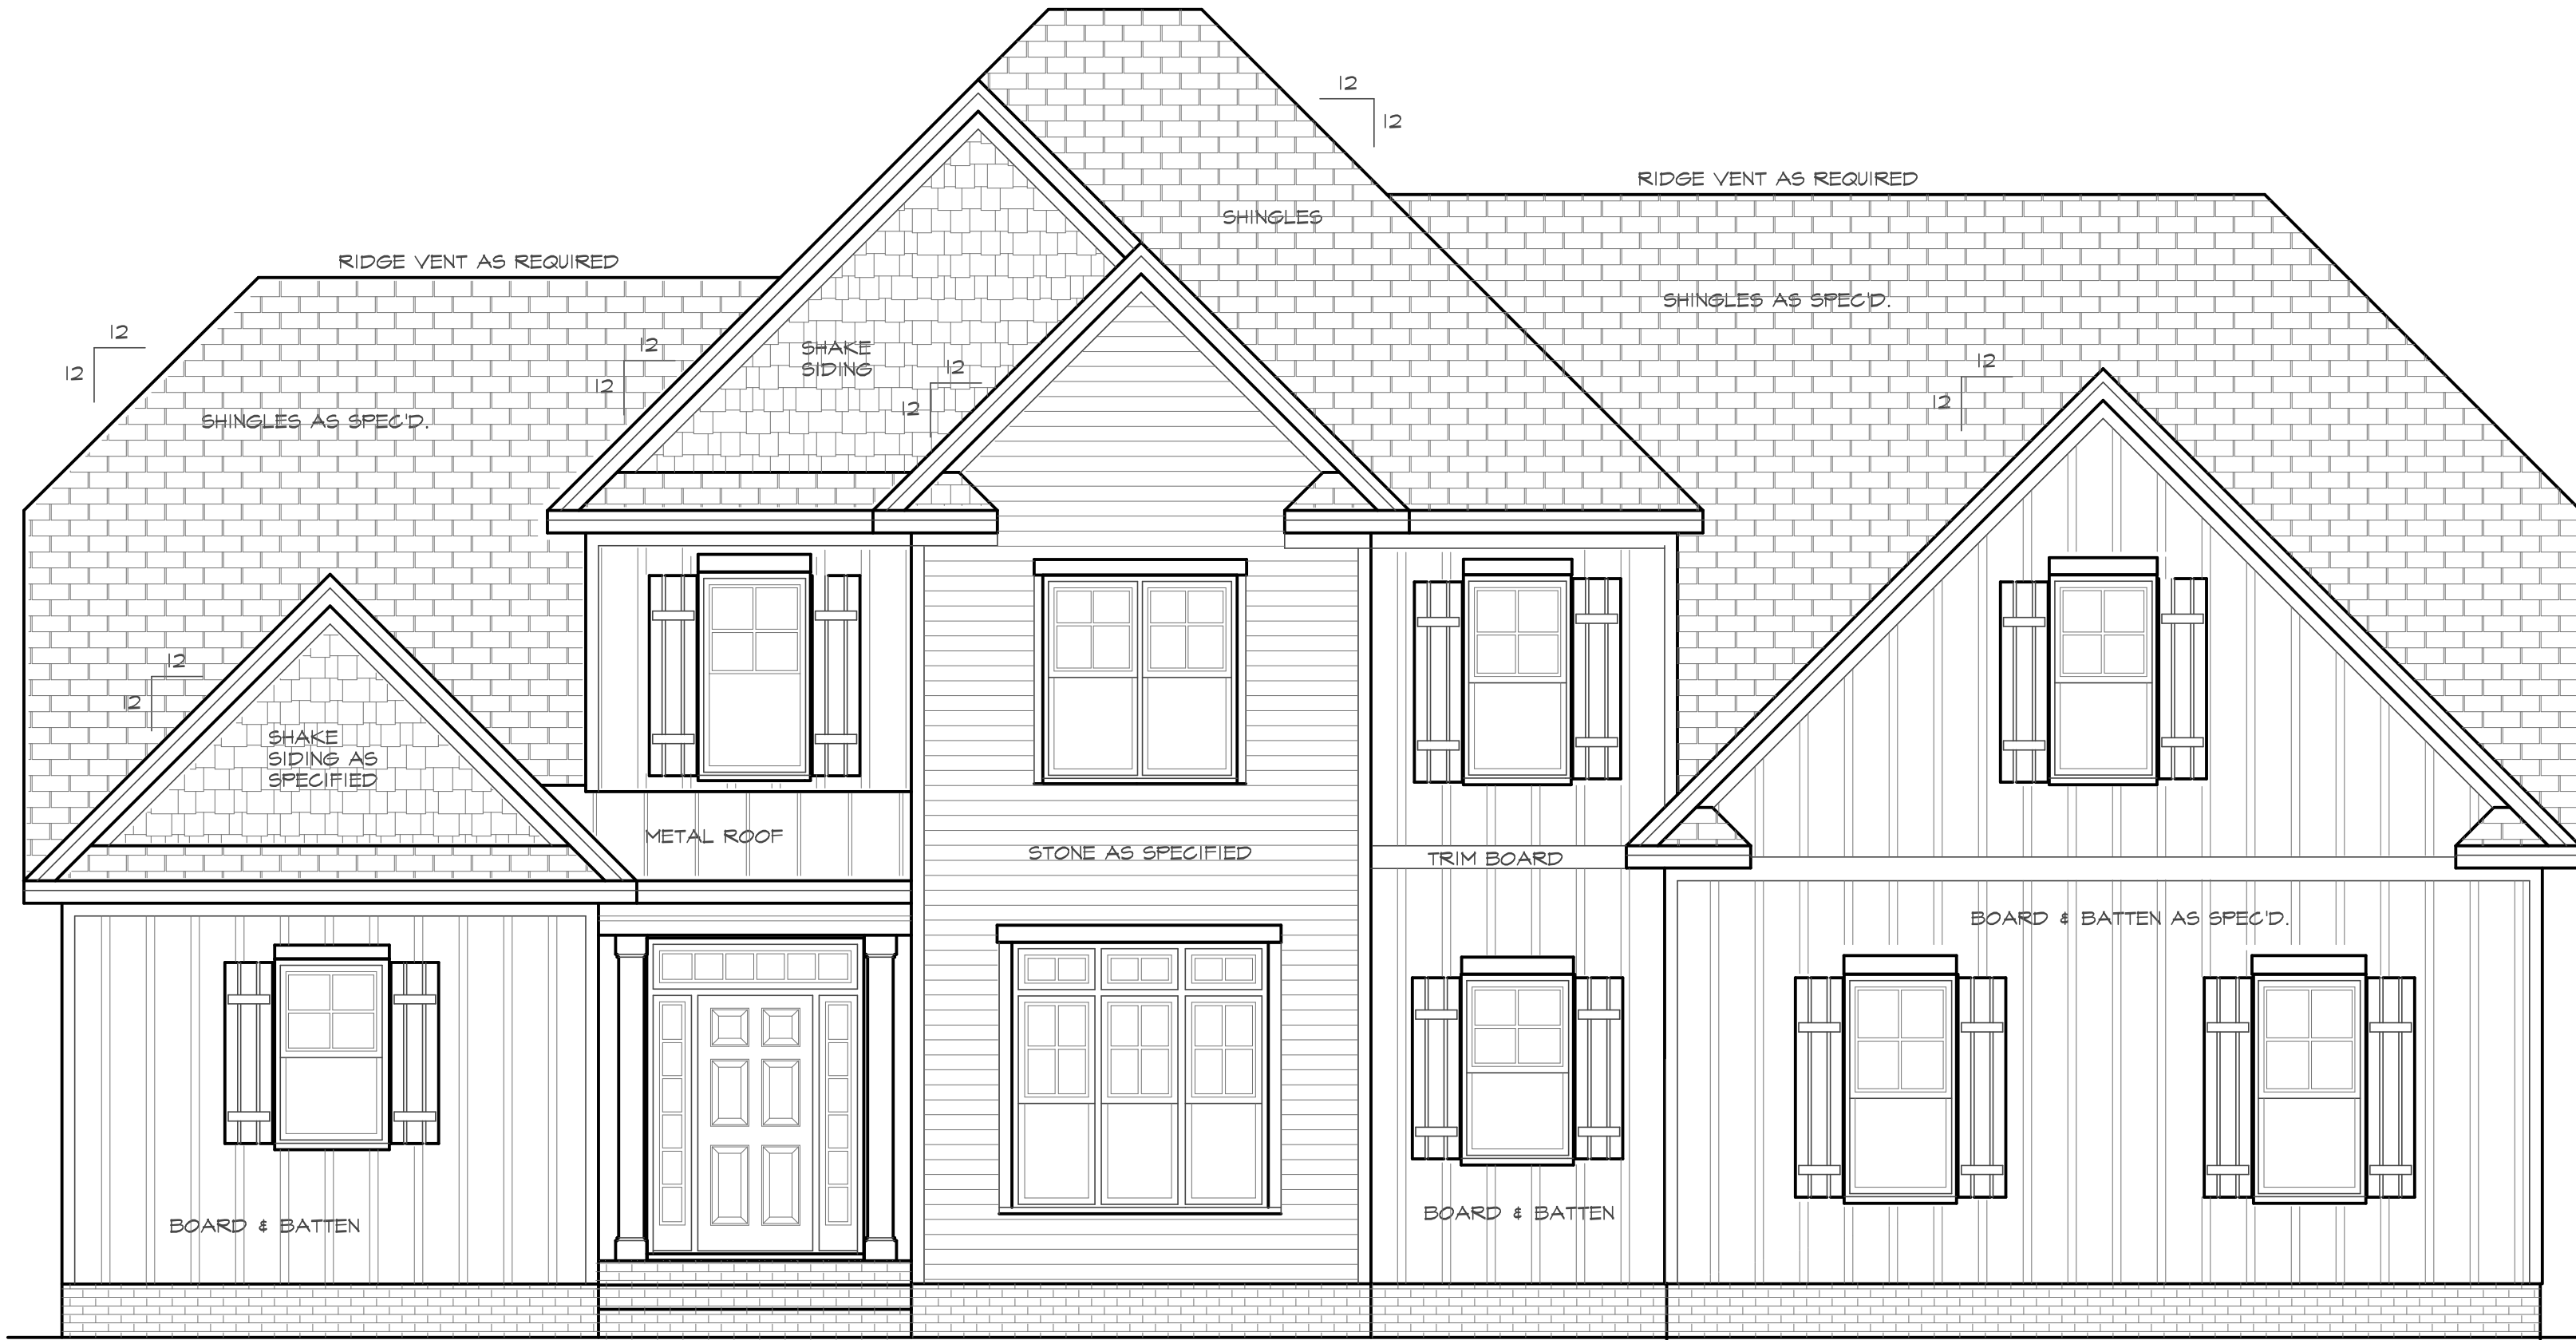 12
12
RIDGE VENT AS REQUIRED
SHINGLES
RIDGE VENT AS REQUIRED
SHINGLES AS SPEC'D.
12
12
12
12
SHAKE
SIDING
12
12
12
12
SHINGLES AS SPEC'D.
12
12
SHAKE
SIDING AS
SPECIFIED
METAL ROOF
STONE AS SPECIFIED
TRIM BOARD
BOARD & BATTEN AS SPEC'D.
BOARD & BATTEN
BOARD & BATTEN